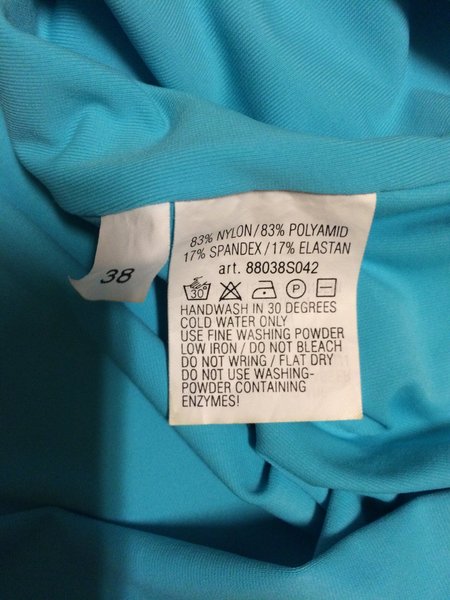 38
83% NYLON / 83% POLYAMID
17% SPANDEX / 17% ELASTAN
art. 88038S042
30 P
HANDWASH IN 30 DEGREES
COLD WATER ONLY
USE FINE WASHING POWDER
LOW IRON / DO NOT BLEACH
DO NOT WRING / FLAT DRY
DO NOT USE WASHING-
POWDER CONTAINING
ENZYMES!